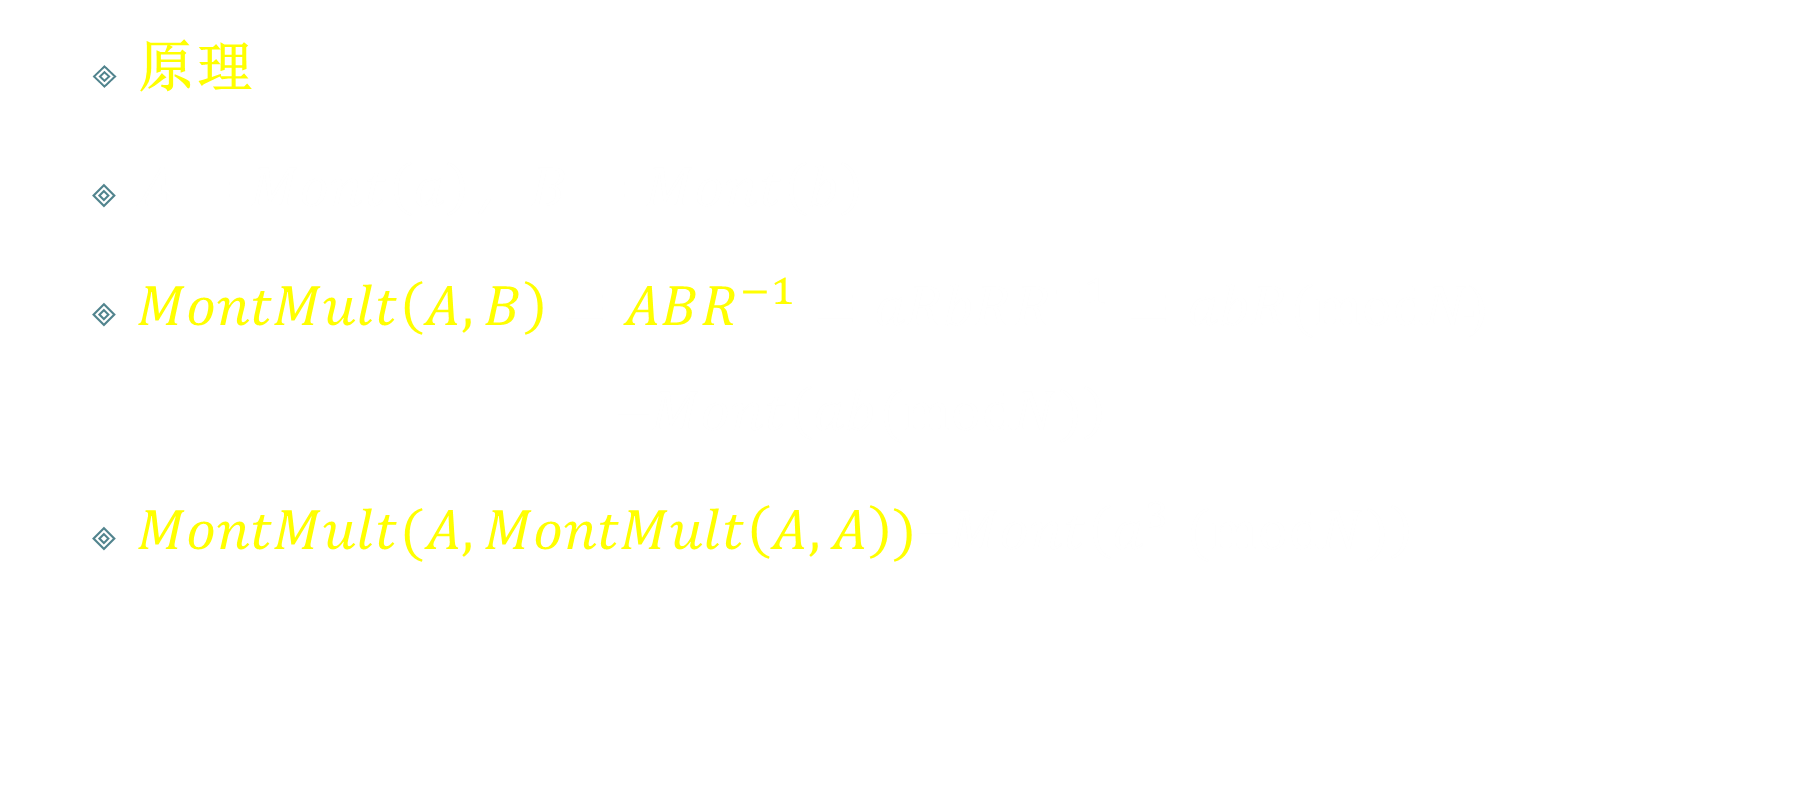 原理
MontMult(A, B) ABR⁻¹
MontMult(A, MontMult(A, A))